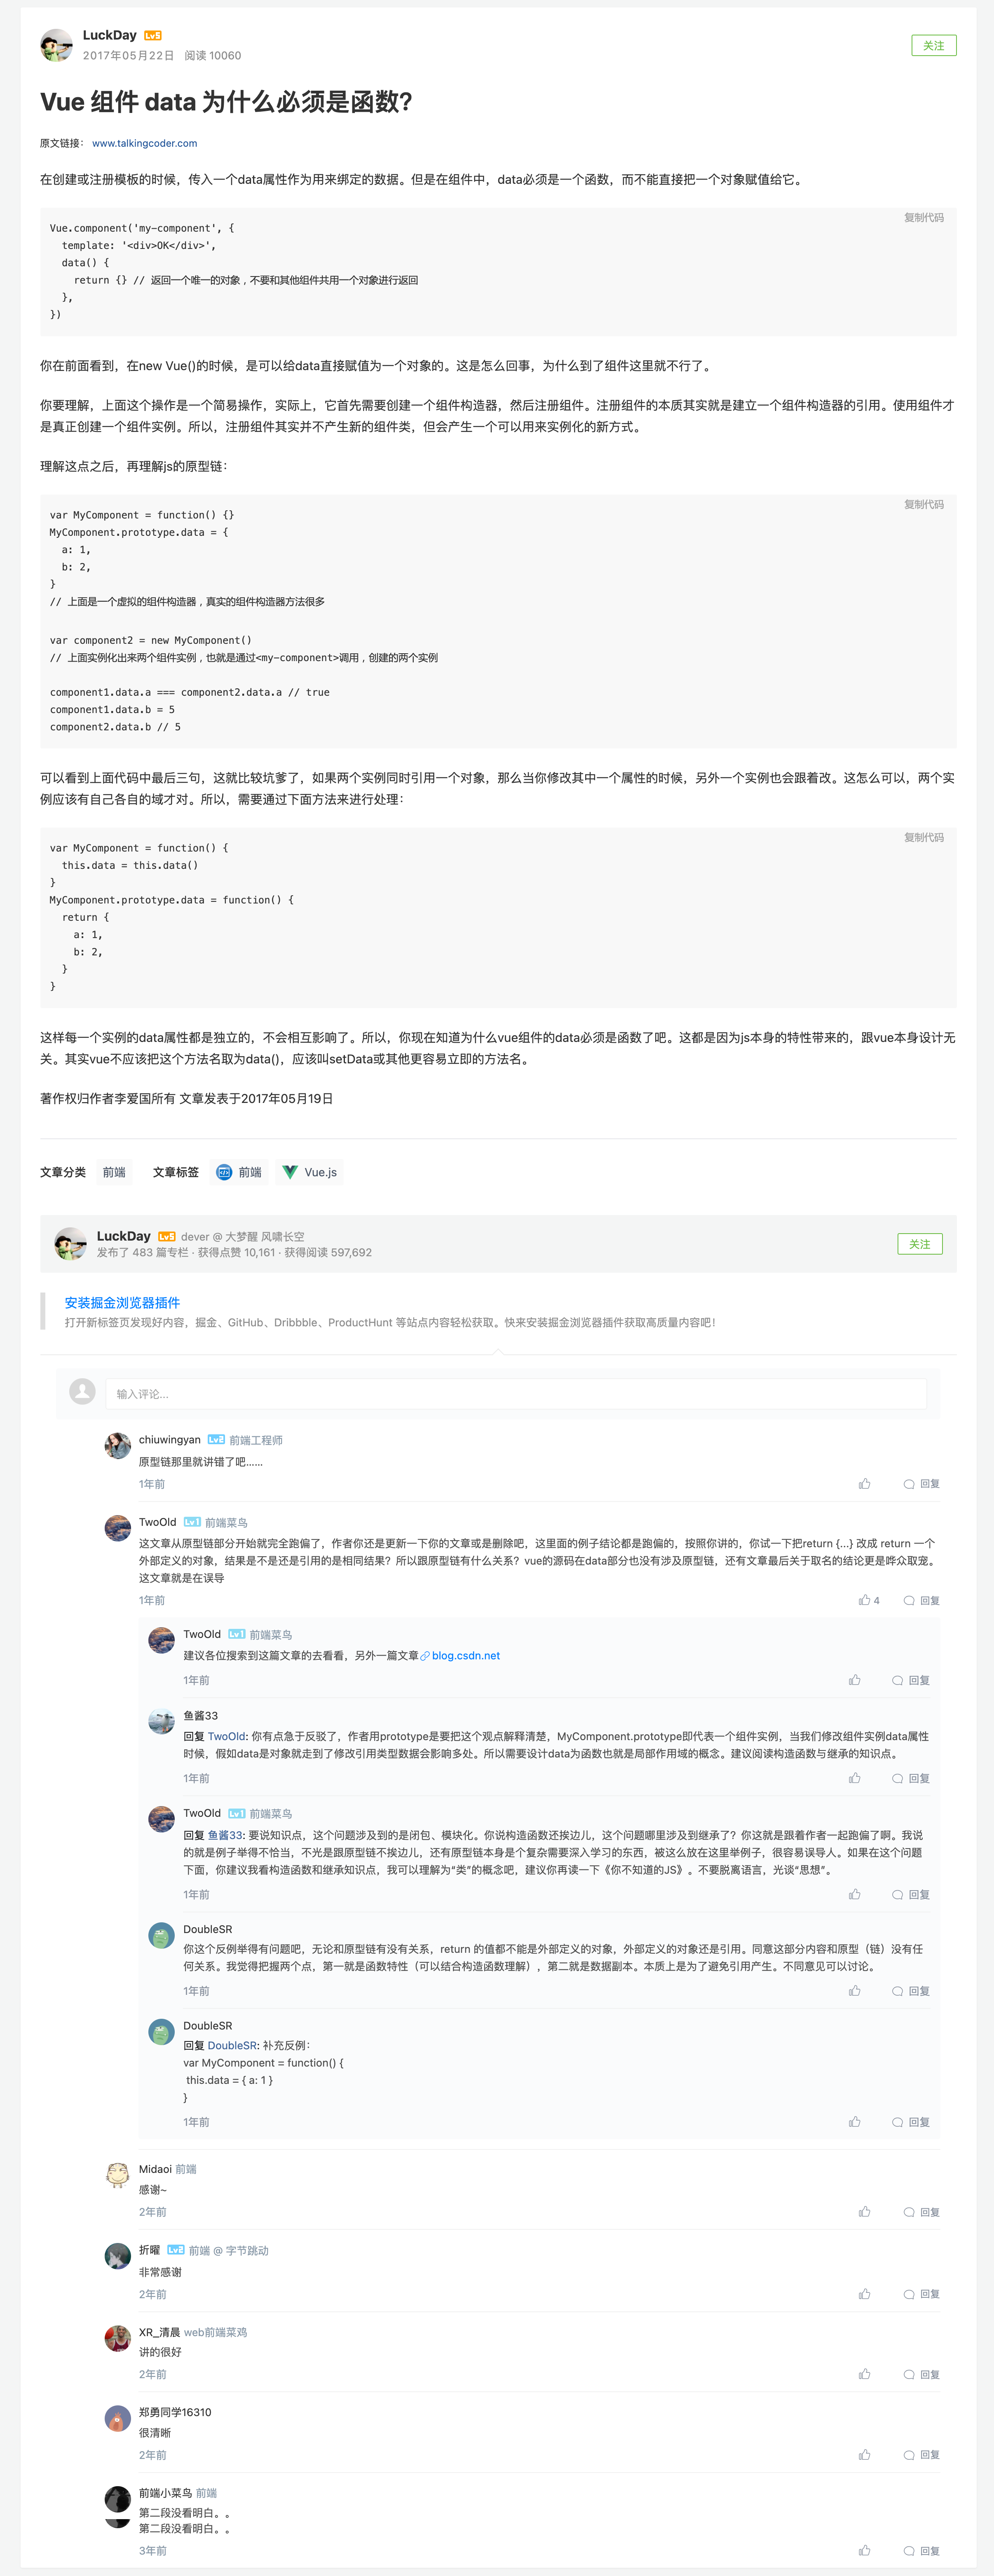 LuckDay Lv5
2017年05月22日 阅读 10060
关注
Vue 组件 data 为什么必须是函数?
原文链接： www.talkingcoder.com
在创建或注册模板的时候，传入一个data属性作为用来绑定的数据。但是在组件中，data必须是一个函数，而不能直接把一个对象赋值给它。
复制代码
Vue.component('my-component', {
  template: '<div>OK</div>',
  data() {
    return {} // 返回一个唯一的对象，不要和其他组件共用一个对象进行返回
  },
})
你在前面看到，在new Vue()的时候，是可以给data直接赋值为一个对象的。这是怎么回事，为什么到了组件这里就不行了。
你要理解，上面这个操作是一个简易操作，实际上，它首先需要创建一个组件构造器，然后注册组件。注册组件的本质其实就是建立一个组件构造器的引用。使用组件才
是真正创建一个组件实例。所以，注册组件其实并不产生新的组件类，但会产生一个可以用来实例化的新方式。
理解这点之后，再理解js的原型链：
复制代码
var MyComponent = function() {}
MyComponent.prototype.data = {
  a: 1,
  b: 2,
}
// 上面是一个虚拟的组件构造器，真实的组件构造器方法很多
var component2 = new MyComponent()
// 上面实例化出来两个组件实例，也就是通过<my-component>调用，创建的两个实例
component1.data.a === component2.data.a // true
component1.data.b = 5
component2.data.b // 5
可以看到上面代码中最后三句，这就比较坑爹了，如果两个实例同时引用一个对象，那么当你修改其中一个属性的时候，另外一个实例也会跟着改。这怎么可以，两个实
例应该有自己各自的域才对。所以，需要通过下面方法来进行处理：
复制代码
var MyComponent = function() {
  this.data = this.data()
}
MyComponent.prototype.data = function() {
  return {
    a: 1,
    b: 2,
  }
}
这样每一个实例的data属性都是独立的，不会相互影响了。所以，你现在知道为什么vue组件的data必须是函数了吧。这都是因为js本身的特性带来的，跟vue本身设计无
关。其实vue不应该把这个方法名取为data()，应该叫setData或其他更容易立即的方法名。
著作权归作者李爱国所有 文章发表于2017年05月19日
文章分类 前端 文章标签 前端 Vue.js
LuckDay Lv5 dever @ 大梦醒 风啸长空
发布了 483 篇专栏 · 获得点赞 10,161 · 获得阅读 597,692
关注
安装掘金浏览器插件
打开新标签页发现好内容，掘金、GitHub、Dribbble、ProductHunt 等站点内容轻松获取。快来安装掘金浏览器插件获取高质量内容吧！
输入评论...
chiuwingyan Lv2 前端工程师
原型链那里就讲错了吧......
1年前 回复
TwoOld Lv1 前端菜鸟
这文章从原型链部分开始就完全跑偏了，作者你还是更新一下你的文章或是删除吧，这里面的例子结论都是跑偏的，按照你讲的，你试一下把return {...} 改成 return 一个
外部定义的对象，结果是不是还是引用的是相同结果？所以跟原型链有什么关系？vue的源码在data部分也没有涉及原型链，还有文章最后关于取名的结论更是哗众取宠。
这文章就是在误导
1年前 4 回复
TwoOld Lv1 前端菜鸟
建议各位搜索到这篇文章的去看看，另外一篇文章 blog.csdn.net
1年前 回复
鱼酱33
回复 TwoOld: 你有点急于反驳了，作者用prototype是要把这个观点解释清楚，MyComponent.prototype即代表一个组件实例，当我们修改组件实例data属性
时候，假如data是对象就走到了修改引用类型数据会影响多处。所以需要设计data为函数也就是局部作用域的概念。建议阅读构造函数与继承的知识点。
1年前 回复
TwoOld Lv1 前端菜鸟
回复 鱼酱33: 要说知识点，这个问题涉及到的是闭包、模块化。你说构造函数还挨边儿，这个问题哪里涉及到继承了？你这就是跟着作者一起跑偏了啊。我说
的就是例子举得不恰当，不光是跟原型链不挨边儿，还有原型链本身是个复杂需要深入学习的东西，被这么放在这里举例子，很容易误导人。如果在这个问题
下面，你建议我看构造函数和继承知识点，我可以理解为“类”的概念吧，建议你再读一下《你不知道的JS》。不要脱离语言，光谈“思想”。
1年前 回复
DoubleSR
你这个反例举得有问题吧，无论和原型链有没有关系，return 的值都不能是外部定义的对象，外部定义的对象还是引用。同意这部分内容和原型（链）没有任
何关系。我觉得把握两个点，第一就是函数特性（可以结合构造函数理解），第二就是数据副本。本质上是为了避免引用产生。不同意见可以讨论。
1年前 回复
DoubleSR
回复 DoubleSR: 补充反例：
var MyComponent = function() {
 this.data = { a: 1 }
}
1年前 回复
Midaoi 前端
感谢~
2年前 回复
折曜 Lv2 前端 @ 字节跳动
非常感谢
2年前 回复
XR_清晨 web前端菜鸡
讲的很好
2年前 回复
郑勇同学16310
很清晰
2年前 回复
前端小菜鸟 前端
第二段没看明白。。
第二段没看明白。。
3年前 回复